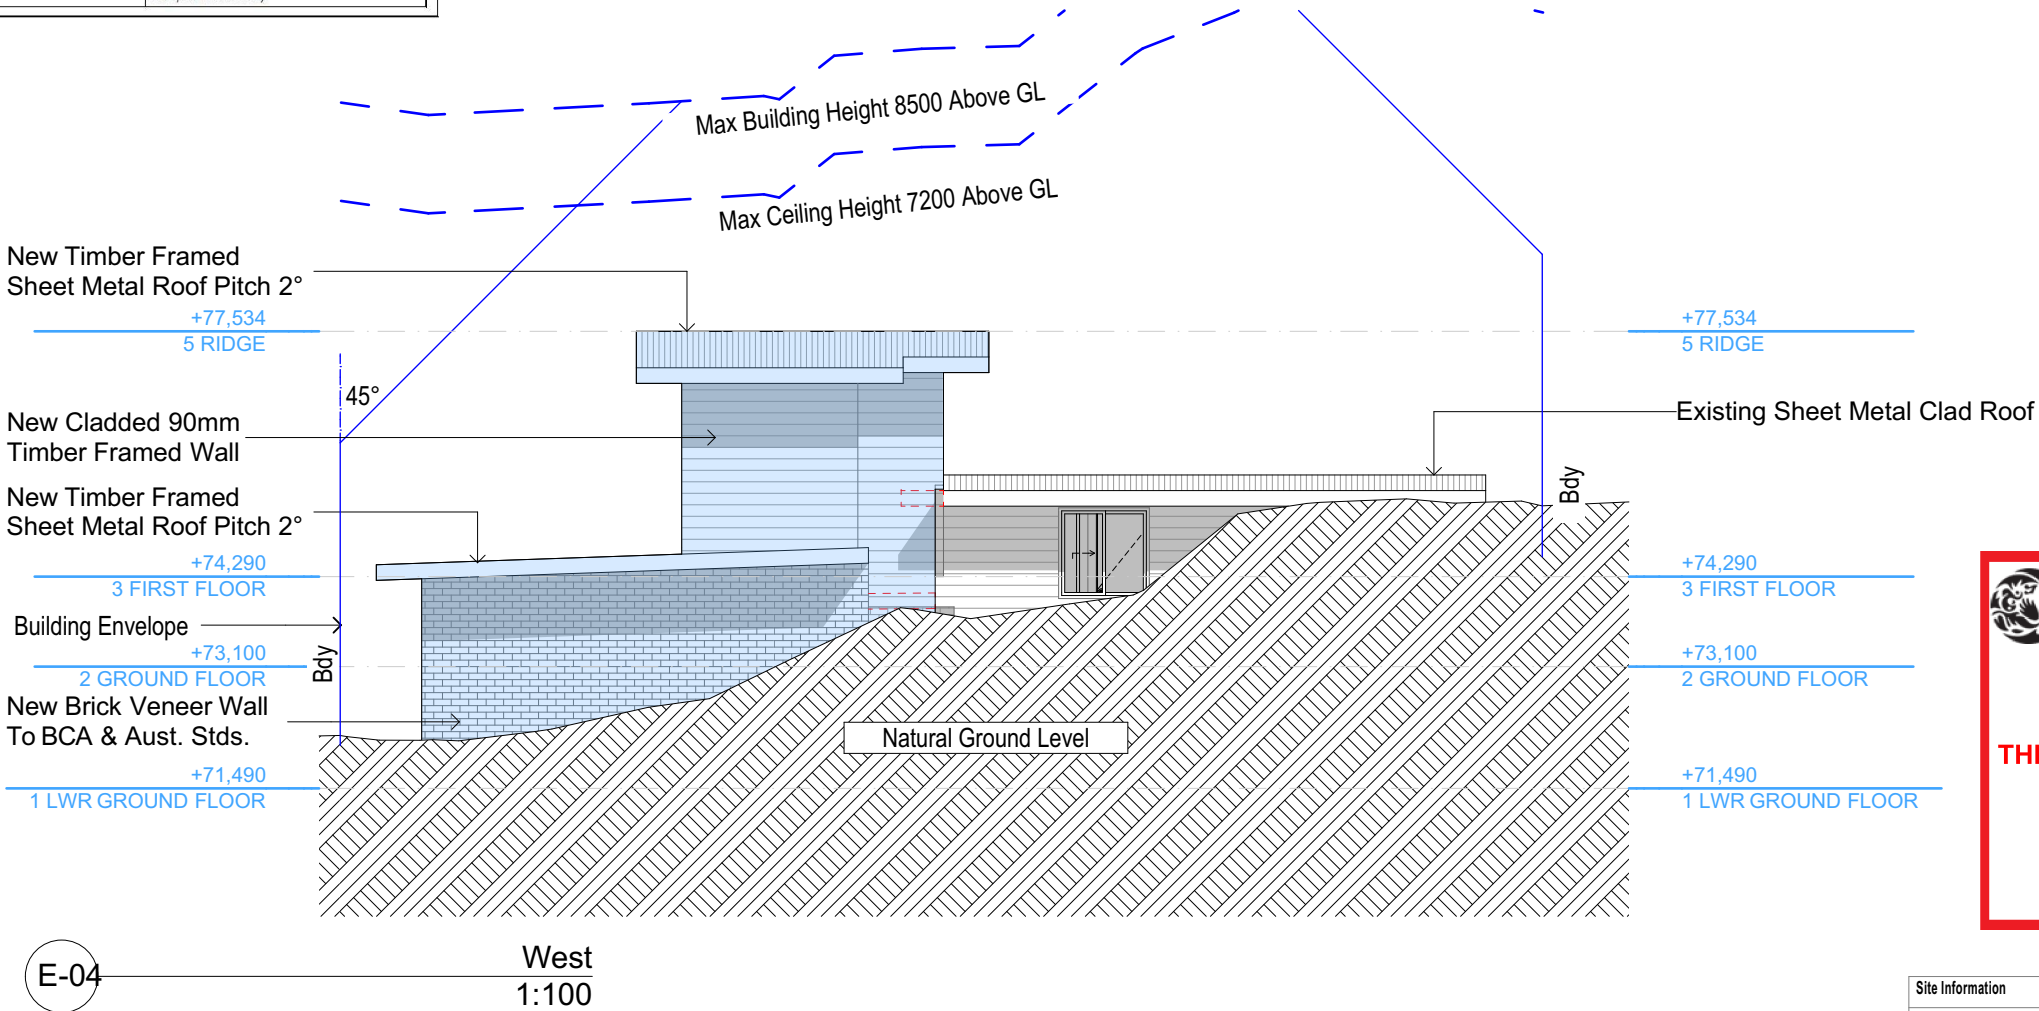 Max Building Height 8500 Above GL
Max Ceiling Height 7200 Above GL
New Timber Framed
Sheet Metal Roof Pitch 2°
+77,534
5 RIDGE
+77,534
5 RIDGE
45°
New Cladded 90mm
Timber Framed Wall
Existing Sheet Metal Clad Roof
Bdy
New Timber Framed
Sheet Metal Roof Pitch 2°
+74,290
3 FIRST FLOOR
+74,290
3 FIRST FLOOR
Building Envelope
Bdy
+73,100
2 GROUND FLOOR
+73,100
2 GROUND FLOOR
New Brick Veneer Wall
To BCA & Aust. Stds.
Natural Ground Level
+71,490
1 LWR GROUND FLOOR
+71,490
1 LWR GROUND FLOOR
E-04
West
1:100
Site Information